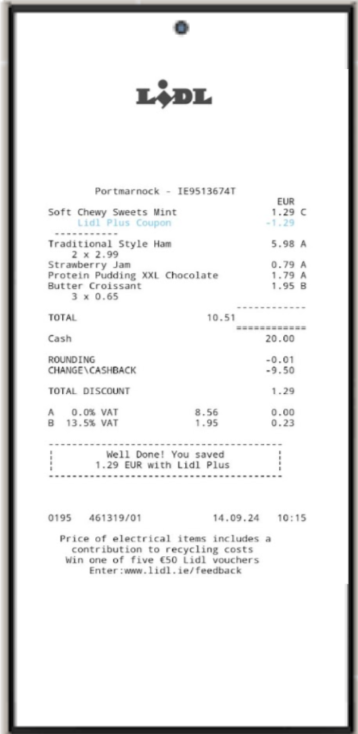 LiDL
Portmarnock - IE9513674T
EUR
Soft Chewy Sweets Mint 1.29 C
Lidl Plus Coupon -1.29
-----------
Traditional Style Ham 5.98 A
2 x 2.99
Strawberry Jam 0.79 A
Protein Pudding XXL Chocolate 1.79 A
Butter Croissant 1.95 B
3 x 0.65
------------
TOTAL 10.51
============
Cash 20.00
ROUNDING -0.01
CHANGE\CASHBACK -9.50
TOTAL DISCOUNT 1.29
A 0.0% VAT 8.56 0.00
B 13.5% VAT 1.95 0.23
Well Done! You saved
1.29 EUR with Lidl Plus
0195 461319/01 14.09.24 10:15
Price of electrical items includes a
contribution to recycling costs
Win one of five €50 Lidl vouchers
Enter:www.lidl.ie/feedback